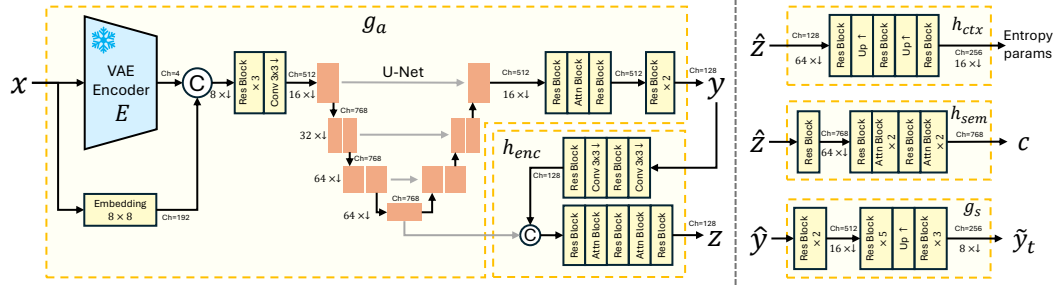 g_a
x
VAE
Encoder
E
Ch=4
C
8 ×↓
Res Block
× 3
Conv 3x3↓
Ch=512
16 ×↓
U-Net
Ch=768
32 ×↓
Ch=768
64 ×↓
Ch=768
64 ×↓
Ch=512
16 ×↓
Res Block
Attn Block
Res Block
Ch=512
Res Block
× 2
Ch=128
y
Embedding
8 × 8
Ch=192
h_enc
Res Block
Conv 3x3↓
Res Block
Conv 3x3↓
Ch=128
C
Res Block
Attn Block
Res Block
Attn Block
Res Block
Ch=128
z
ẑ
Ch=128
64 ×↓
Res Block
Up ↑
Res Block
Up ↑
Res Block
h_ctx
Ch=256
16 ×↓
Entropy
params
ẑ
Res Block
Ch=768
64 ×↓
Res Block
Attn Block
× 2
Res Block
Attn Block
× 2
h_sem
Ch=768
c
ŷ
Res Block
× 2
Ch=512
16 ×↓
Res Block
× 5
Up ↑
Res Block
× 3
g_s
Ch=256
8 ×↓
ỹ_t